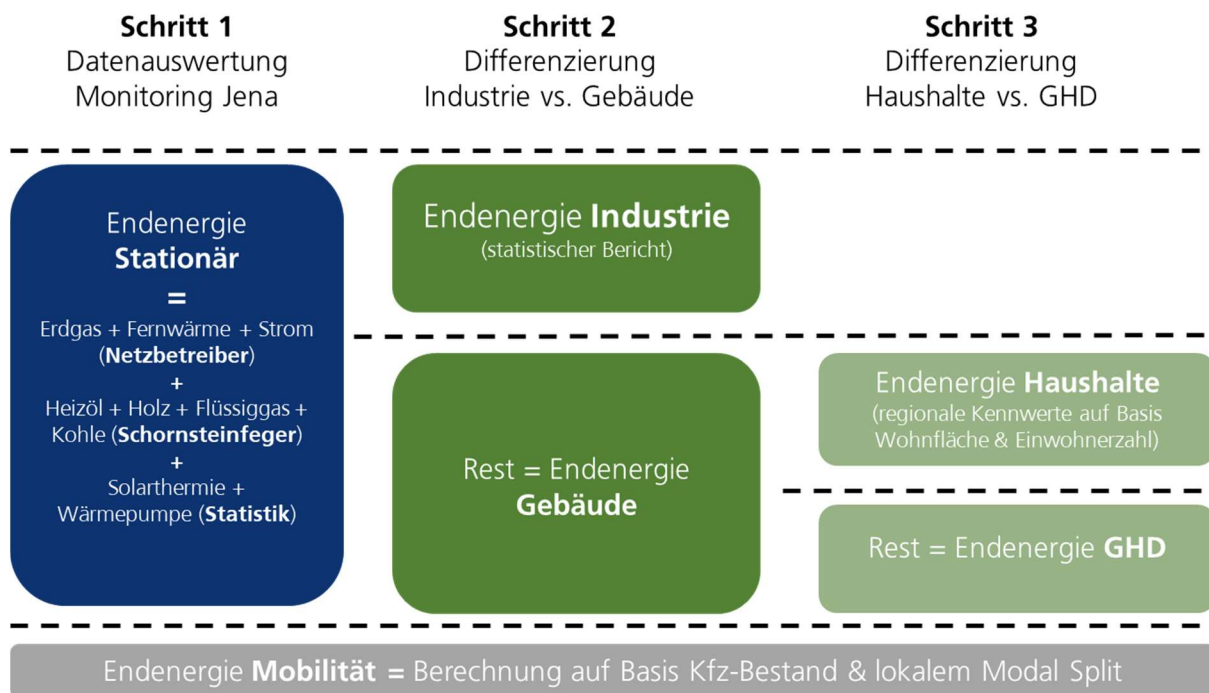 Schritt 1
Datenauswertung
Monitoring Jena
Schritt 2
Differenzierung
Industrie vs. Gebäude
Schritt 3
Differenzierung
Haushalte vs. GHD
Endenergie
Stationär
=
Erdgas + Fernwärme + Strom
(Netzbetreiber)
+
Heizöl + Holz + Flüssiggas +
Kohle (Schornsteinfeger)
+
Solarthermie +
Wärmepumpe (Statistik)
Endenergie Industrie
(statistischer Bericht)
Rest = Endenergie
Gebäude
Endenergie Haushalte
(regionale Kennwerte auf Basis
Wohnfläche & Einwohnerzahl)
Rest = Endenergie GHD
Endenergie Mobilität = Berechnung auf Basis Kfz-Bestand & lokalem Modal Split